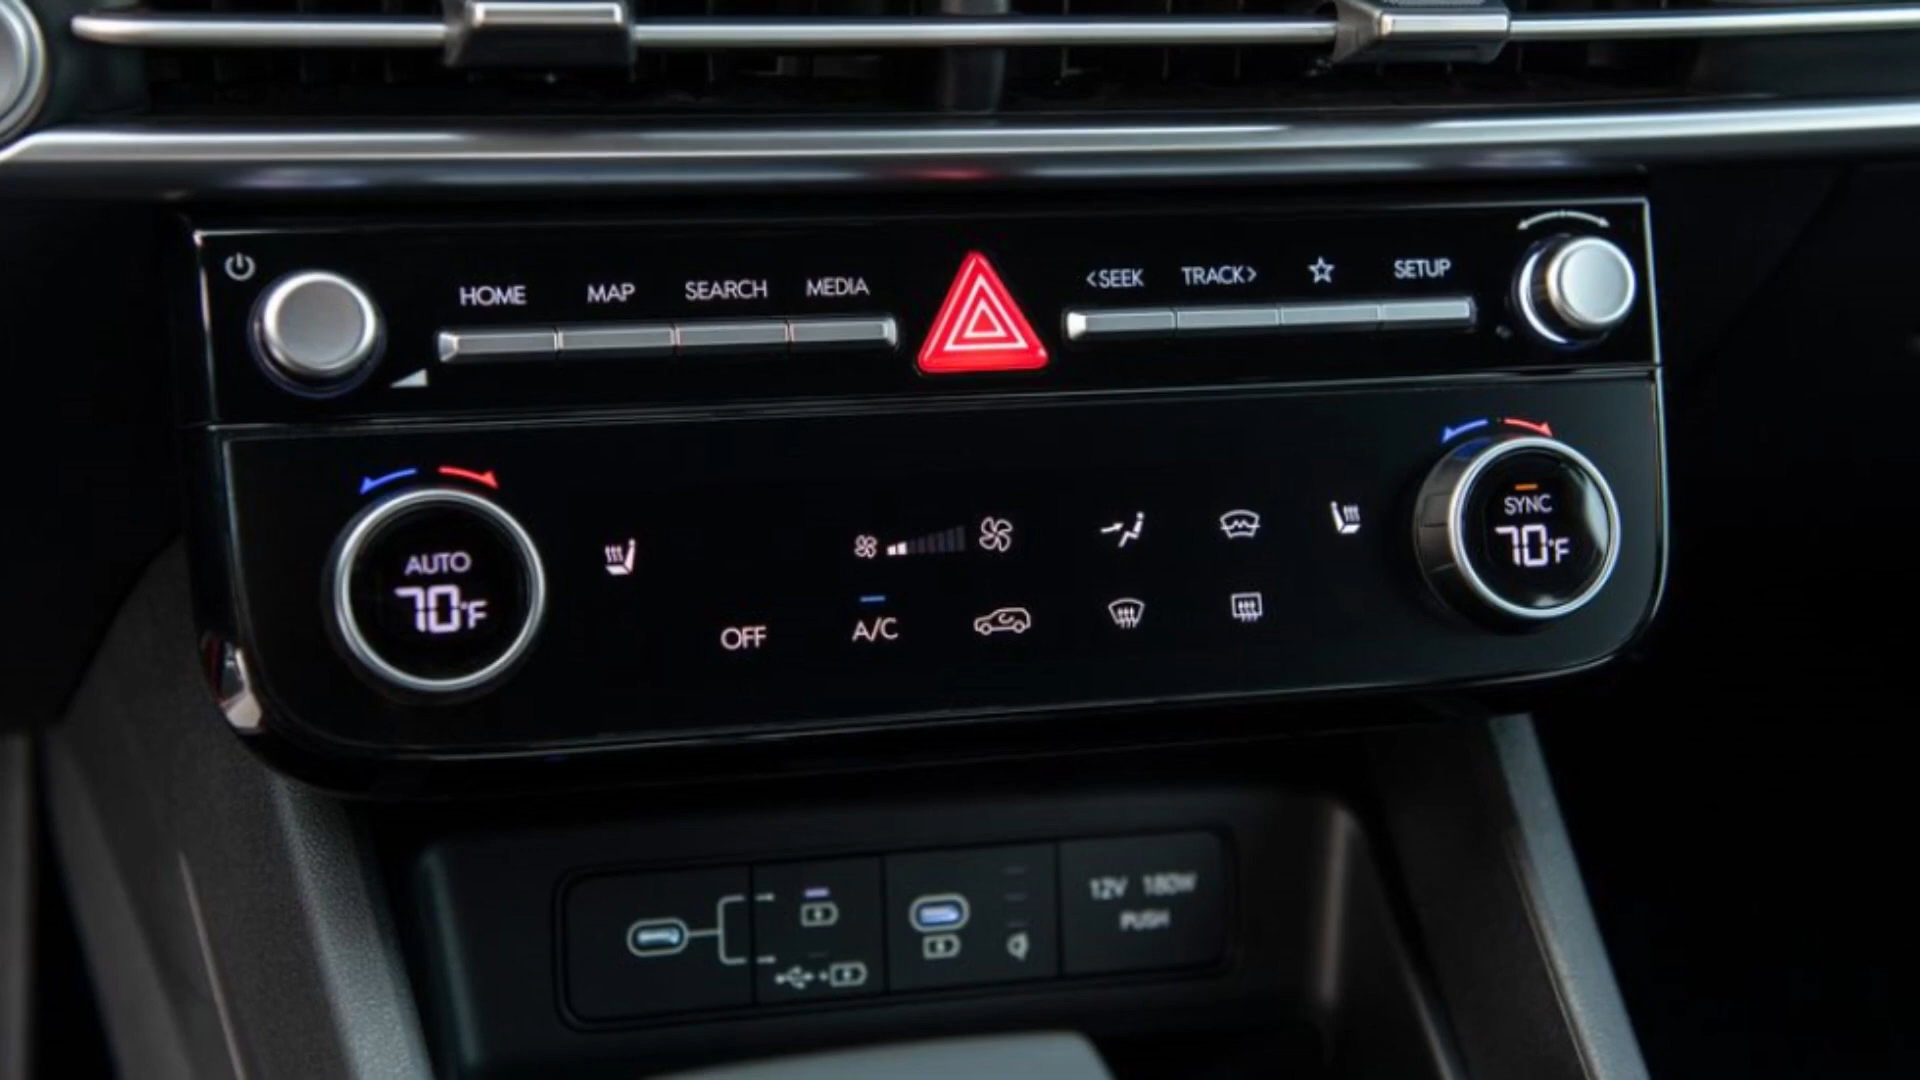 HOME MAP SEARCH MEDIA <SEEK TRACK> SETUP
AUTO
70°F
SYNC
70°F
OFF A/C
12V 180W
PUSH